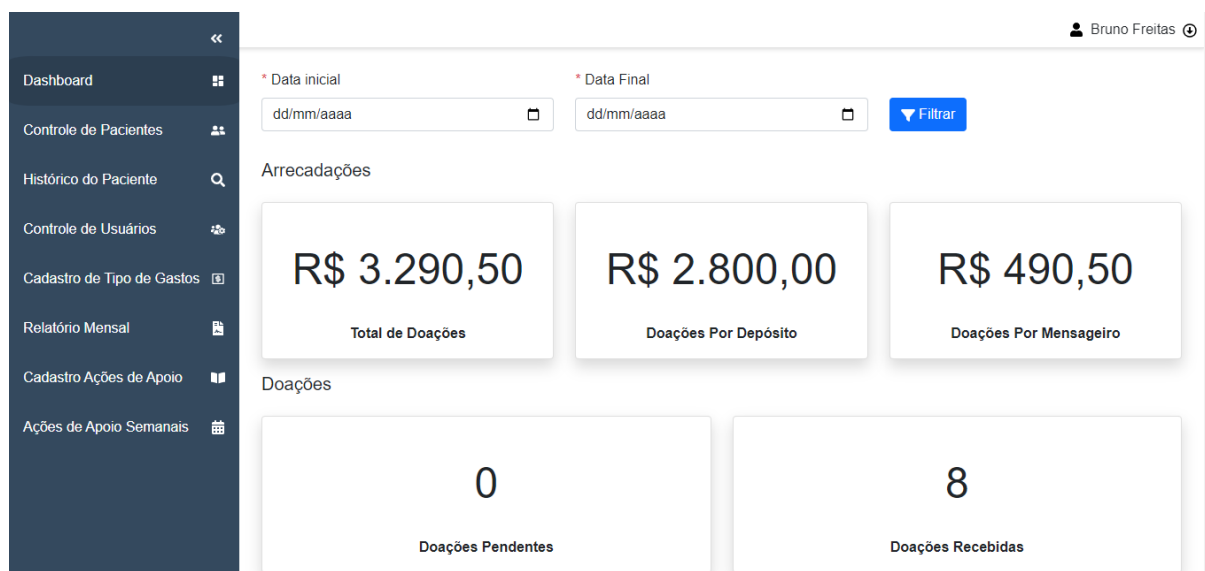 Bruno Freitas
Dashboard
Controle de Pacientes
Histórico do Paciente
Controle de Usuários
Cadastro de Tipo de Gastos
Relatório Mensal
Cadastro Ações de Apoio
Ações de Apoio Semanais
* Data inicial
* Data Final
dd/mm/aaaa
dd/mm/aaaa
Filtrar
Arrecadações
R$ 3.290,50
Total de Doações
R$ 2.800,00
Doações Por Depósito
R$ 490,50
Doações Por Mensageiro
Doações
0
Doações Pendentes
8
Doações Recebidas